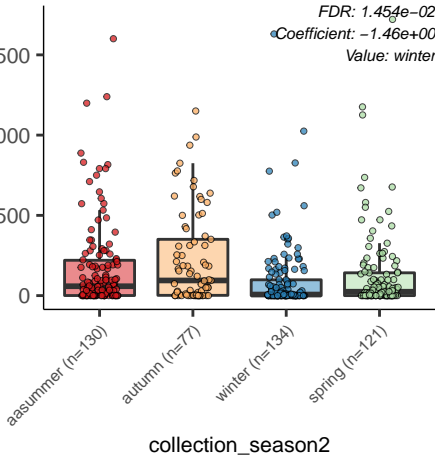 FDR: 1.454e−02
Coefficient: −1.46e+00
Value: winter
500
000
500
0
aasummer (n=130)
autumn (n=77)
winter (n=134)
spring (n=121)
collection_season2